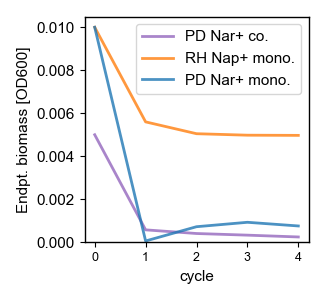 PD Nar+ co.
RH Nap+ mono.
PD Nar+ mono.
Endpt. biomass [OD600]
0.010
0.008
0.006
0.004
0.002
0.000
0 1 2 3 4
cycle